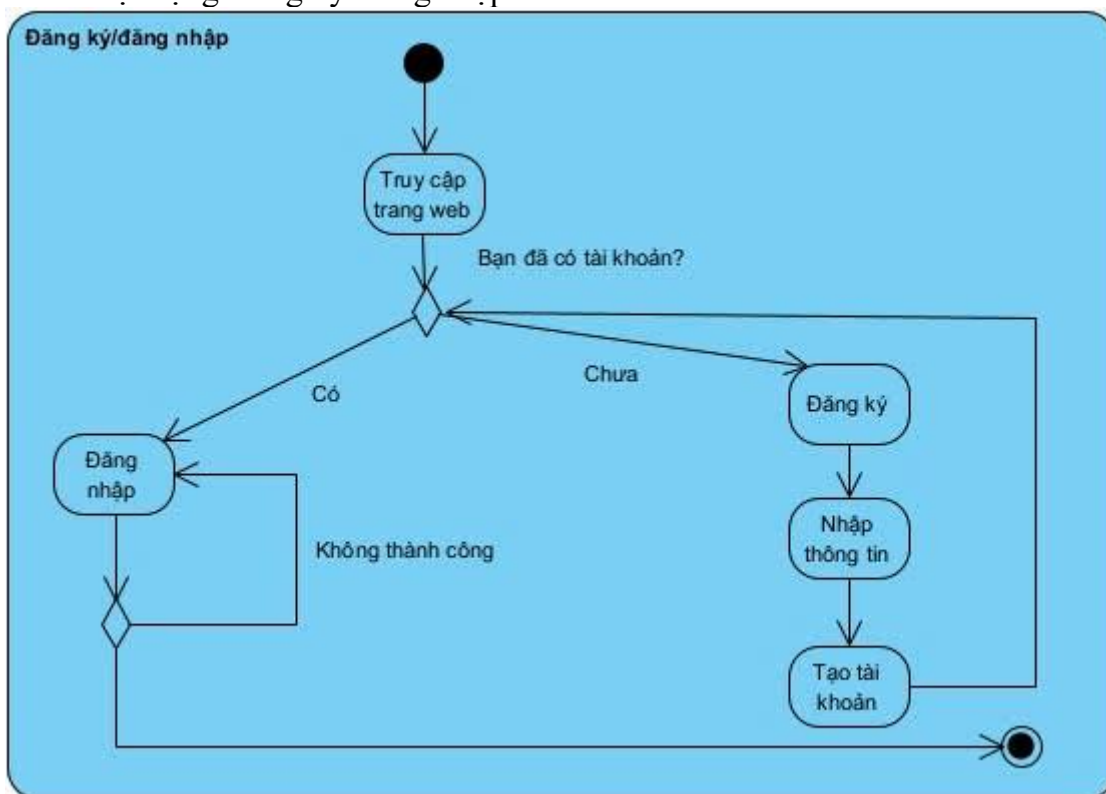 Đăng ký/đăng nhập
Truy cập
trang web
Bạn đã có tài khoản?
Có
Chưa
Đăng ký
Đăng
nhập
Nhập
thông tin
Không thành công
Tạo tài
khoản